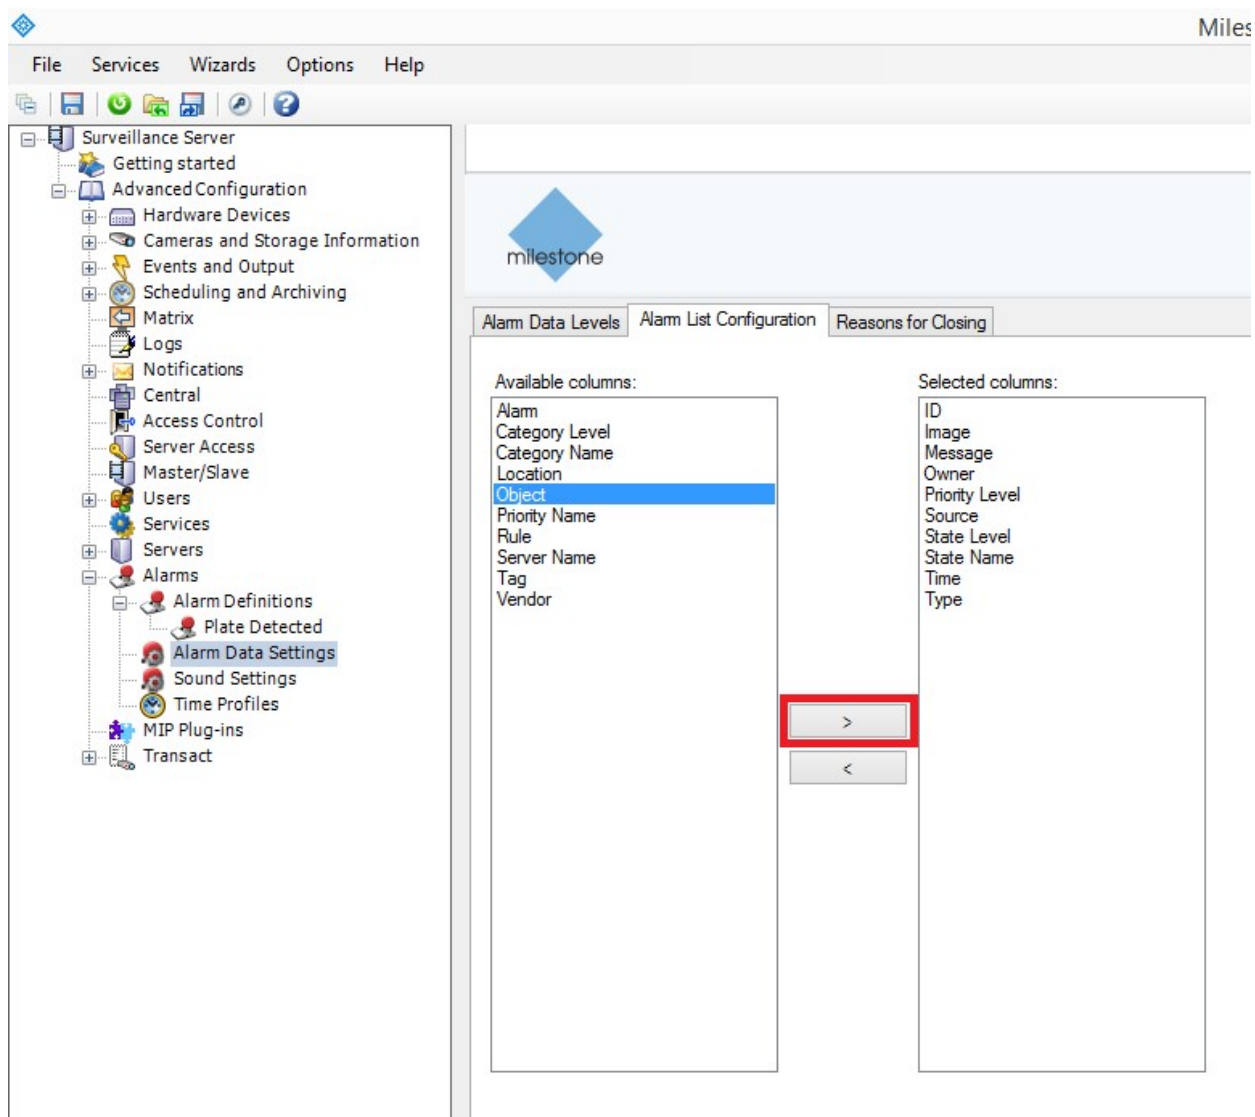 Miles
File Services Wizards Options Help
Surveillance Server
Getting started
Advanced Configuration
Hardware Devices
Cameras and Storage Information
Events and Output
Scheduling and Archiving
Matrix
Logs
Notifications
Central
Access Control
Server Access
Master/Slave
Users
Services
Servers
Alarms
Alarm Definitions
Plate Detected
Alarm Data Settings
Sound Settings
Time Profiles
MIP Plug-ins
Transact
milestone
Alarm Data Levels Alarm List Configuration Reasons for Closing
Available columns:
Alarm
Category Level
Category Name
Location
Object
Priority Name
Rule
Server Name
Tag
Vendor
>
<
Selected columns:
ID
Image
Message
Owner
Priority Level
Source
State Level
State Name
Time
Type